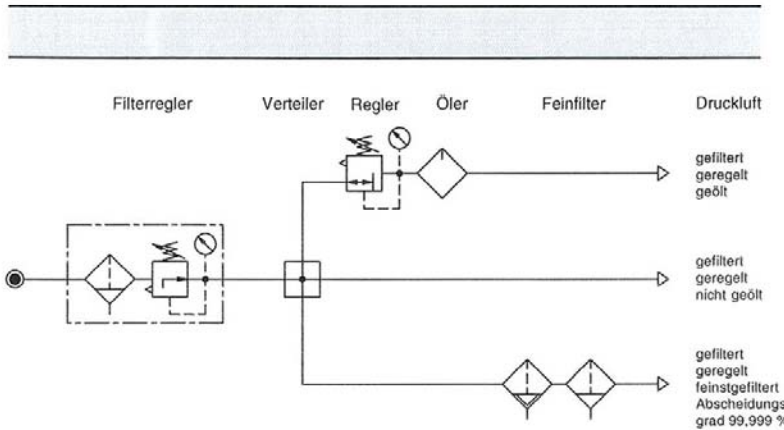 Filterregler
Verteiler
Regler
Öler
Feinfilter
Druckluft
gefiltert
geregelt
geölt
gefiltert
geregelt
nicht geölt
gefiltert
geregelt
feinstgefiltert
Abscheidungs
grad 99,999 %